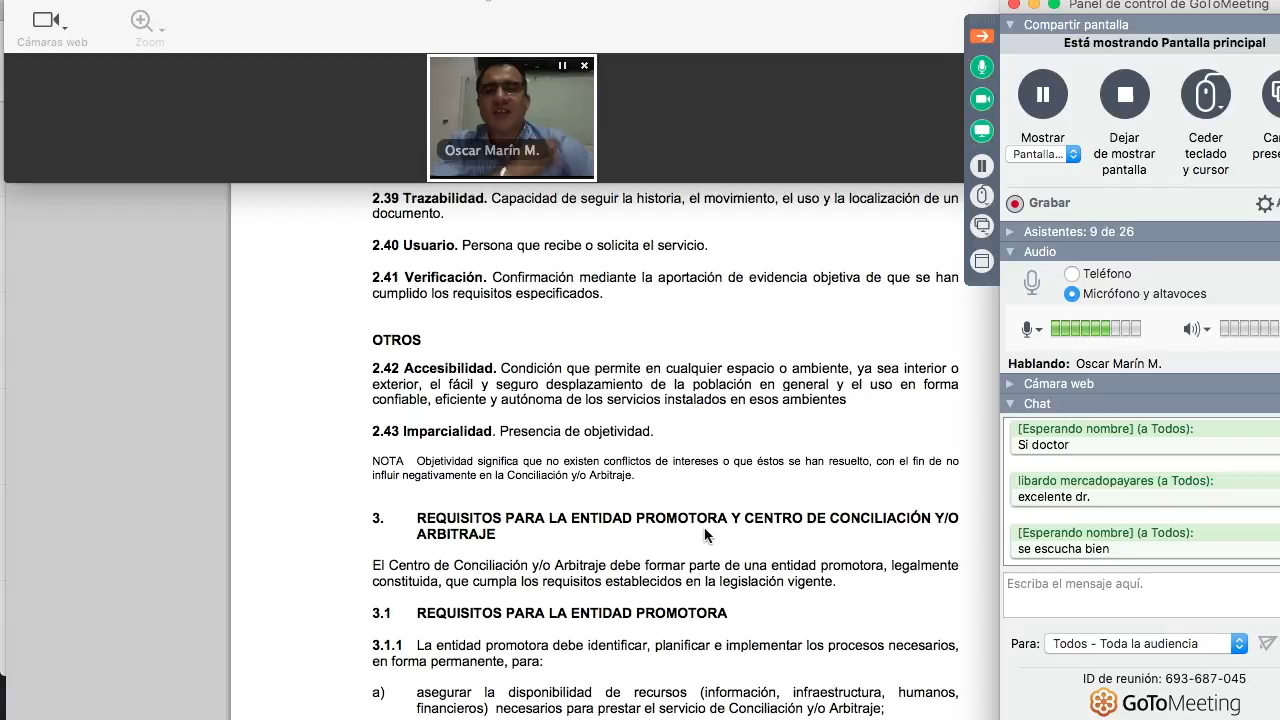 Cámaras web
Zoom
Oscar Marín M.
2.39 Trazabilidad. Capacidad de seguir la historia, el movimiento, el uso y la localización de un
documento.
2.40 Usuario. Persona que recibe o solicita el servicio.
2.41 Verificación. Confirmación mediante la aportación de evidencia objetiva de que se han
cumplido los requisitos especificados.
OTROS
2.42 Accesibilidad. Condición que permite en cualquier espacio o ambiente, ya sea interior o
exterior, el fácil y seguro desplazamiento de la población en general y el uso en forma
confiable, eficiente y autónoma de los servicios instalados en esos ambientes
2.43 Imparcialidad. Presencia de objetividad.
NOTA Objetividad significa que no existen conflictos de intereses o que éstos se han resuelto, con el fin de no
influir negativamente en la Conciliación y/o Arbitraje.
3. REQUISITOS PARA LA ENTIDAD PROMOTORA Y CENTRO DE CONCILIACIÓN Y/O
ARBITRAJE
El Centro de Conciliación y/o Arbitraje debe formar parte de una entidad promotora, legalmente
constituida, que cumpla los requisitos establecidos en la legislación vigente.
3.1 REQUISITOS PARA LA ENTIDAD PROMOTORA
3.1.1 La entidad promotora debe identificar, planificar e implementar los procesos necesarios,
en forma permanente, para:
a) asegurar la disponibilidad de recursos (información, infraestructura, humanos,
financieros) necesarios para prestar el servicio de Conciliación y/o Arbitraje;
Panel de control de GoToMeeting
Compartir pantalla
Está mostrando Pantalla principal
Mostrar
Pantalla...
Dejar
de mostrar
pantalla
Ceder
teclado
y cursor
Grabar
Asistentes: 9 de 26
Audio
Teléfono
Micrófono y altavoces
Hablando: Oscar Marín M.
Cámara web
Chat
[Esperando nombre] (a Todos):
Si doctor
libardo mercadopayares (a Todos):
excelente dr.
[Esperando nombre] (a Todos):
se escucha bien
Escriba el mensaje aquí.
Para: Todos - Toda la audiencia
ID de reunión: 693-687-045
GoToMeeting